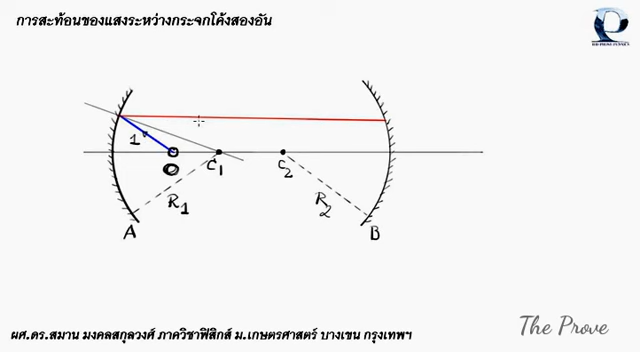 การสะท้อนของแสงระหว่างกระจกโค้งสองอัน
1
O
C₁
C₂
R₁
R₂
A
B
The Prove
ผศ.ดร.สมาน มงคลสกุลวงศ์ ภาควิชาฟิสิกส์ ม.เกษตรศาสตร์ บางเขน กรุงเทพฯ